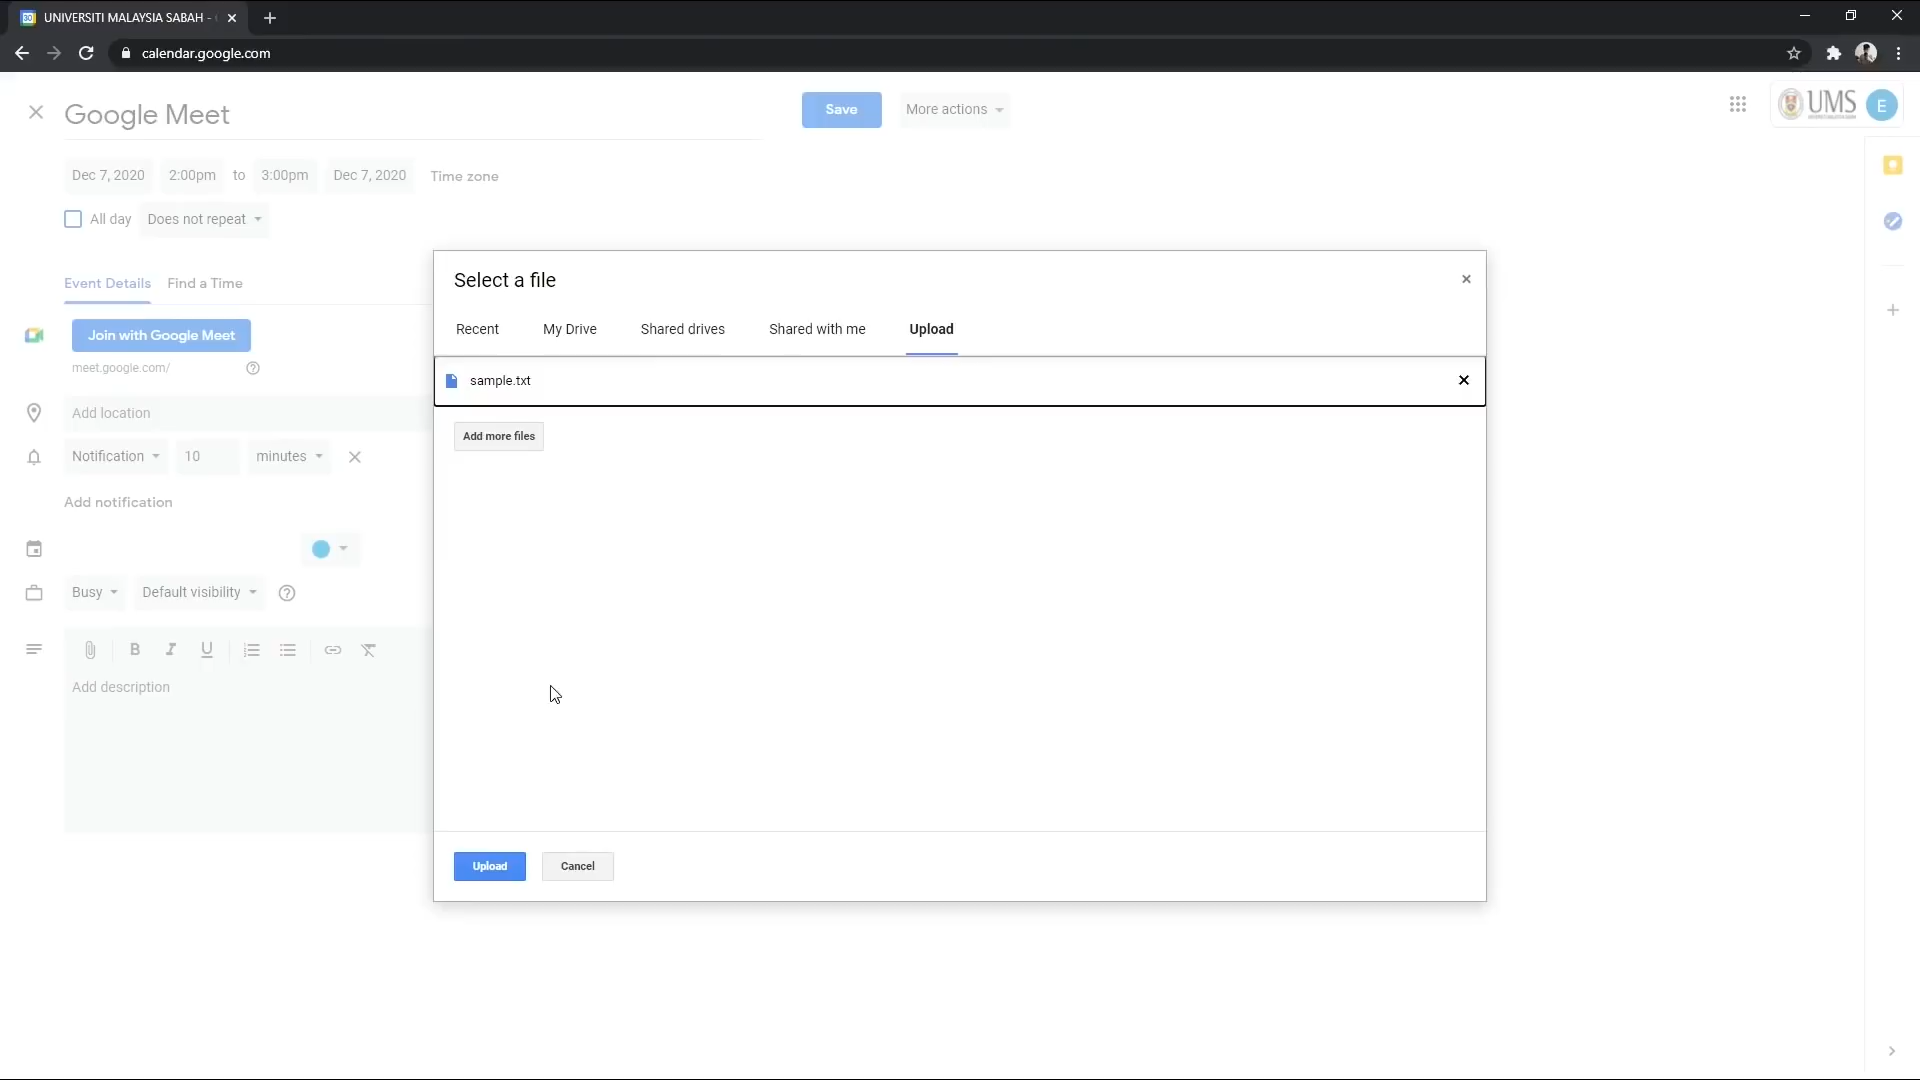 UNIVERSITI MALAYSIA SABAH -
calendar.google.com
Google Meet
Save
More actions
UMS
E
Dec 7, 2020 2:00pm to 3:00pm Dec 7, 2020 Time zone
All day Does not repeat
Event Details Find a Time
Join with Google Meet
meet.google.com/
Add location
Notification 10 minutes
Add notification
Busy Default visibility
B I U
Add description
Select a file
Recent My Drive Shared drives Shared with me Upload
sample.txt
Add more files
Upload Cancel